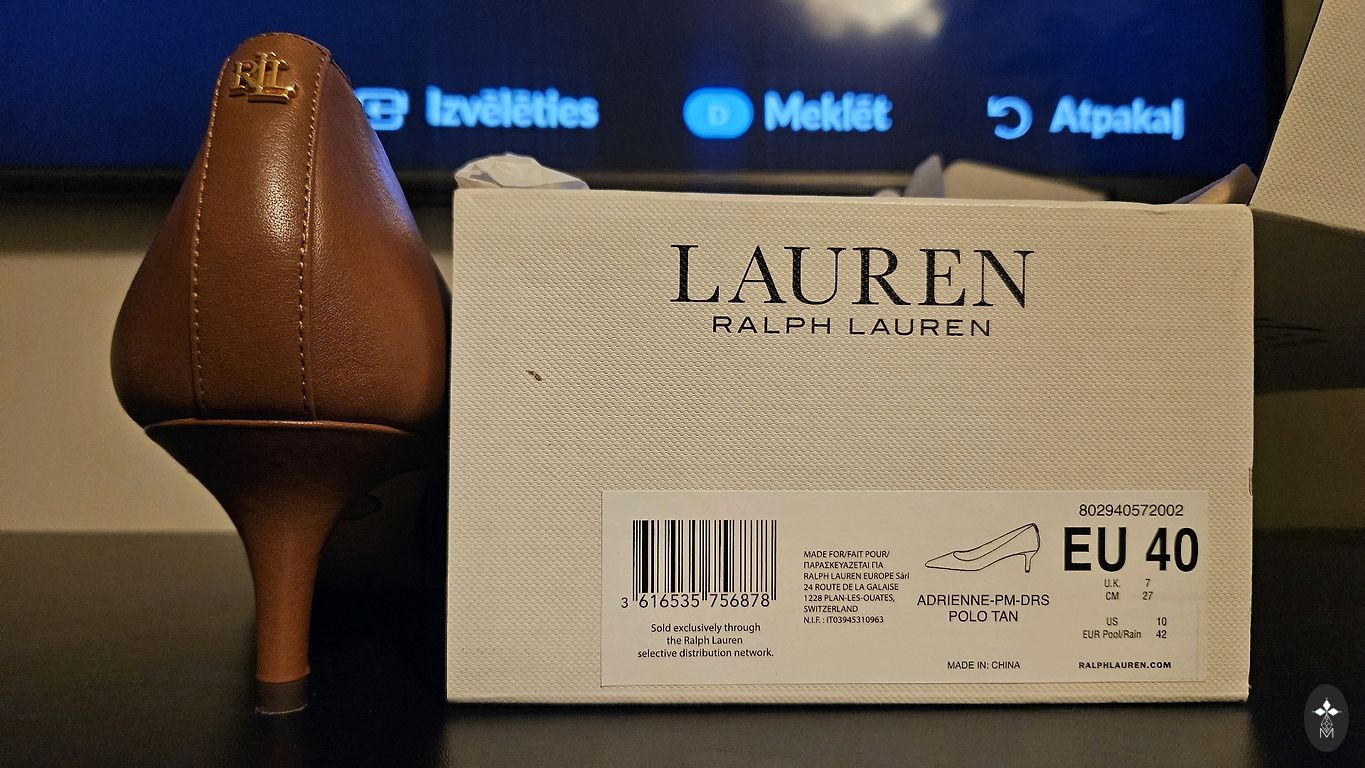 RLL
Izvēlēties
Meklēt
Atpakaļ
LAUREN
RALPH LAUREN
3 616535 756878
Sold exclusively through
the Ralph Lauren
selective distribution network.
MADE FOR/FAIT POUR/
ΠΑΡΑΣΚΕΥΑΖΕΤΑΙ ΓΙΑ
RALPH LAUREN EUROPE Sárl
24 ROUTE DE LA GALAISE
1228 PLAN-LES-OUATES,
SWITZERLAND
N.I.F. : IT03945310963
ADRIENNE-PM-DRS
POLO TAN
MADE IN: CHINA
802940572002
EU 40
U.K. 7
CM 27
US 10
EUR Pool/Rain 42
RALPHLAUREN.COM
M